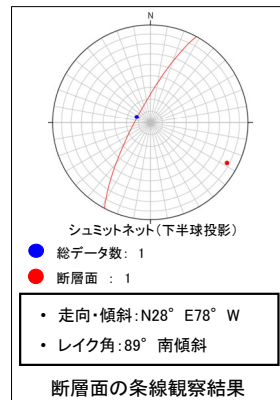 N
シュミットネット(下半球投影)
総データ数: 1
断層面 : 1
・ 走向・傾斜:N28° E78° W
・ レイク角:89° 南傾斜
断層面の条線観察結果